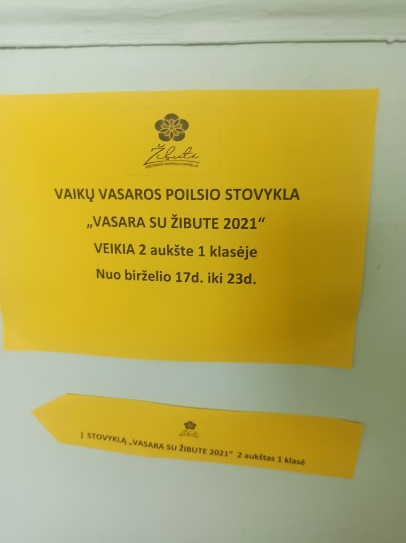 Žibutė
VAIKŲ VASAROS POILSIO STOVYKLA
„VASARA SU ŽIBUTE 2021“
VEIKIA 2 aukšte 1 klasėje
Nuo birželio 17d. iki 23d.
Žibutė
Į STOVYKLĄ „VASARA SU ŽIBUTE 2021“ 2 aukštas 1 klasė